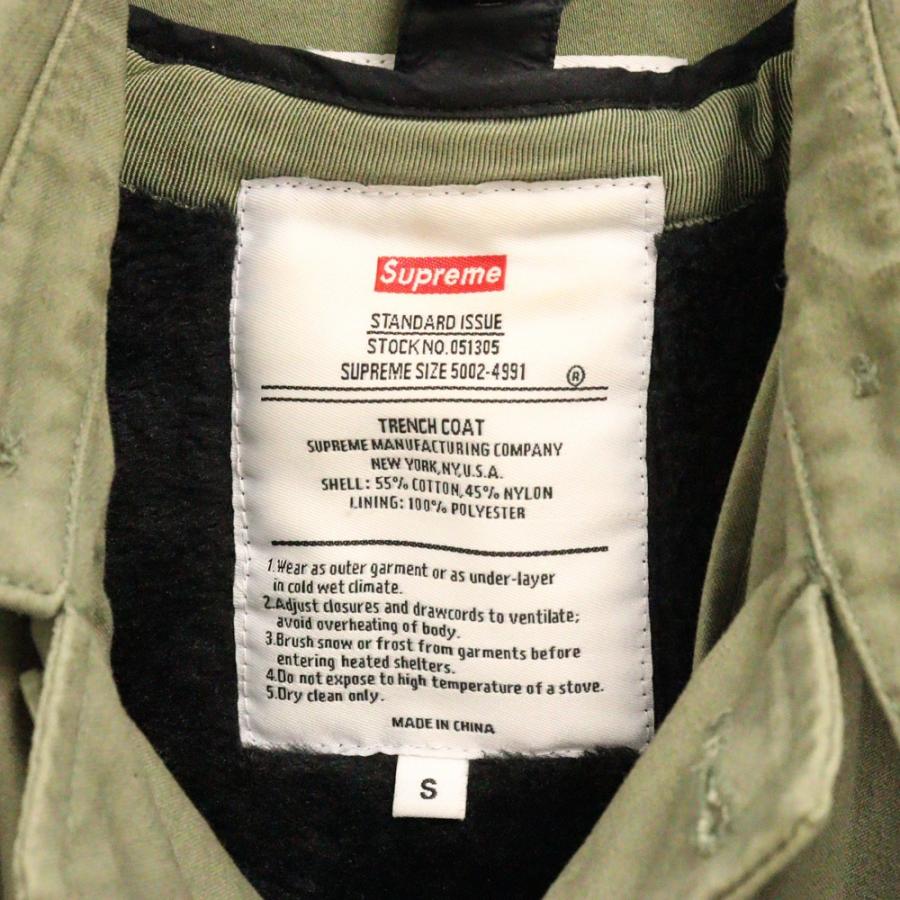 Supreme
STANDARD ISSUE
STOCK NO. 051305
SUPREME SIZE 5002-4991 ®
TRENCH COAT
SUPREME MANUFACTURING COMPANY
NEW YORK, NY, U.S.A.
SHELL: 55% COTTON, 45% NYLON
LINING: 100% POLYESTER
1. Wear as outer garment or as under-layer
in cold wet climate.
2. Adjust closures and drawcords to ventilate;
avoid overheating of body.
3. Brush snow or frost from garments before
entering heated shelters.
4. Do not expose to high temperature of a stove.
5. Dry clean only.
MADE IN CHINA
S